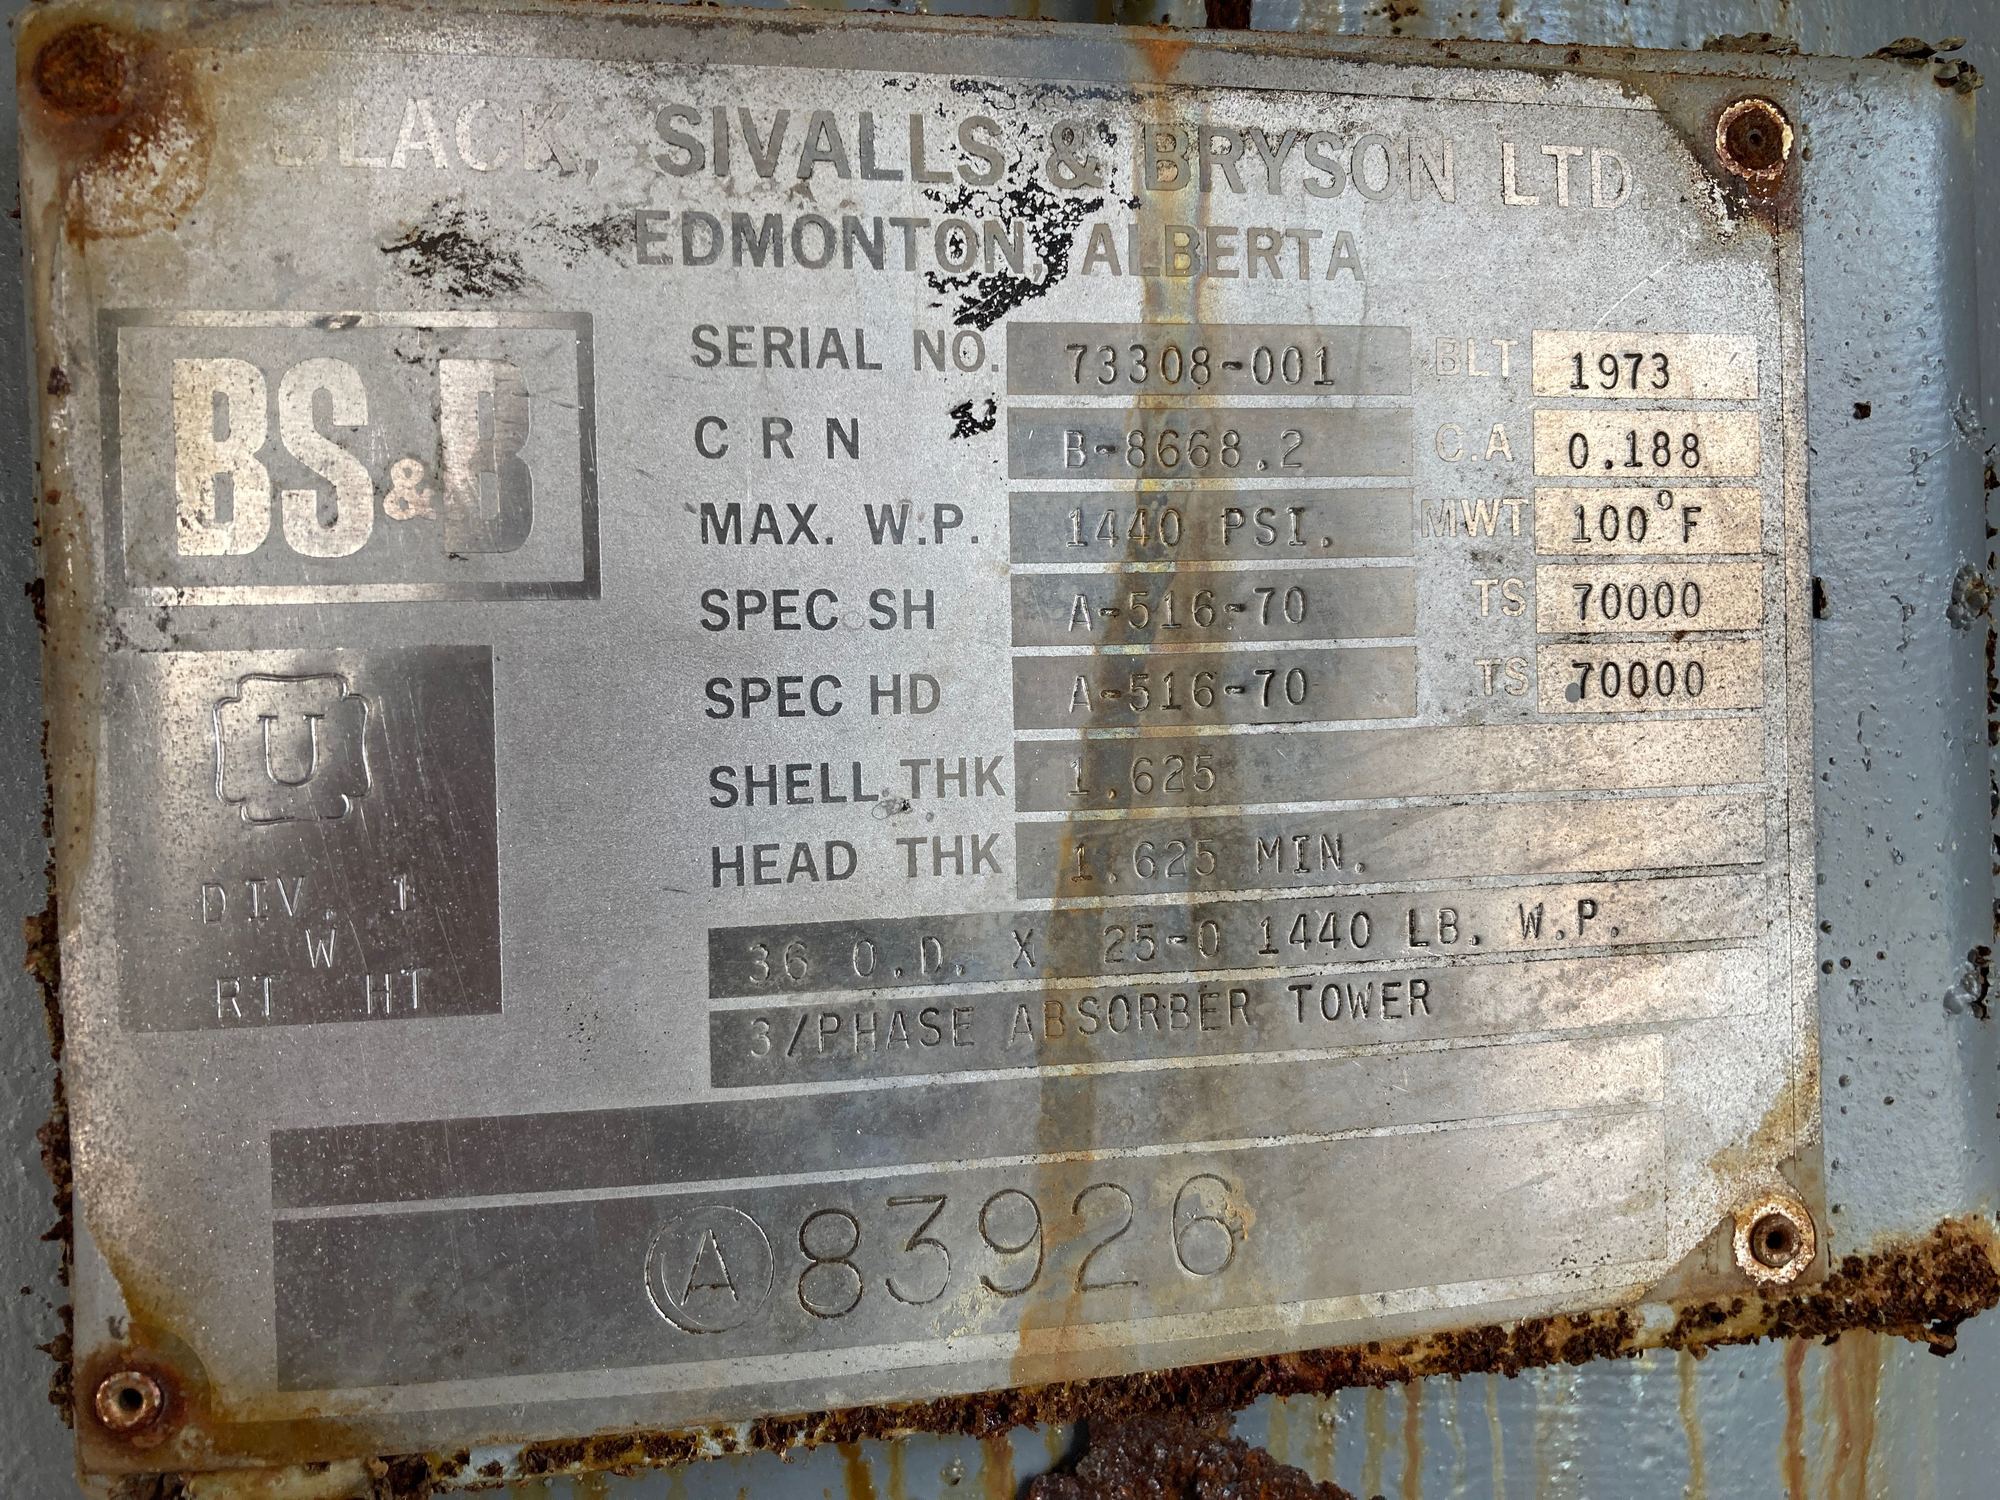 BLACK, SIVALLS & BRYSON LTD.
EDMONTON, ALBERTA
BS&B
SERIAL NO. 73308-001 BLT 1973
C R N B-8668.2 C.A 0.188
MAX. W.P. 1440 PSI. MWT 100°F
SPEC SH A-516-70 TS 70000
SPEC HD A-516-70 TS 70000
SHELL THK 1.625
HEAD THK 1.625 MIN.
U
DIV. 1
W
RT HT
36 O.D. X 25-0 1440 LB. W.P.
3/PHASE ABSORBER TOWER
A 83926